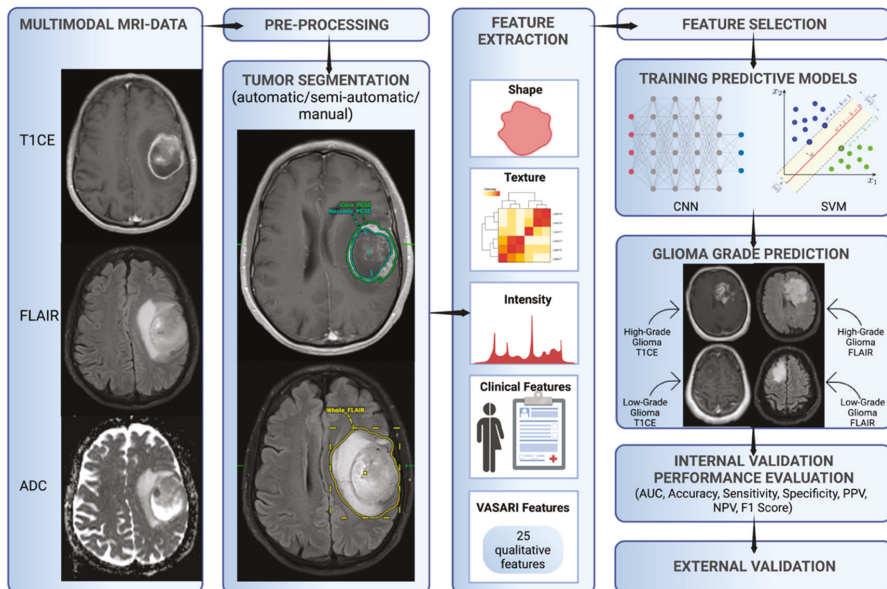 MULTIMODAL MRI-DATA
T1CE
FLAIR
ADC
PRE-PROCESSING
TUMOR SEGMENTATION
(automatic/semi-automatic/
manual)
Whole_FLAIR
FEATURE
EXTRACTION
Shape
Texture
Intensity
Clinical Features
VASARI Features
25
qualitative
features
FEATURE SELECTION
TRAINING PREDICTIVE MODELS
CNN
x₂
x₁
SVM
GLIOMA GRADE PREDICTION
High-Grade
Glioma
T1CE
High-Grade
Glioma
FLAIR
Low-Grade
Glioma
T1CE
Low-Grade
Glioma
FLAIR
INTERNAL VALIDATION
PERFORMANCE EVALUATION
(AUC, Accuracy, Sensitivity, Specificity, PPV,
NPV, F1 Score)
EXTERNAL VALIDATION